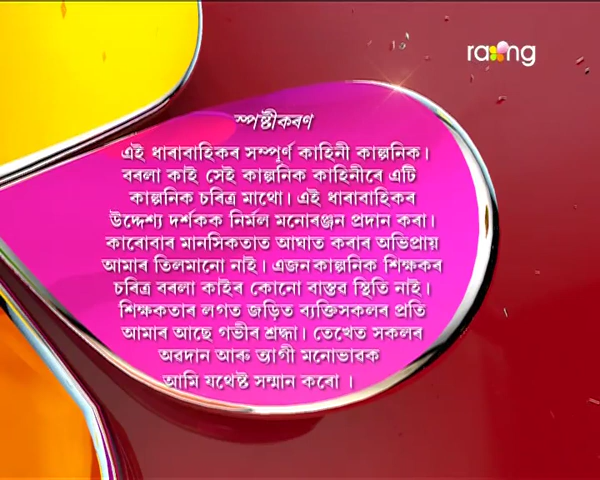 rang
স্পষ্টীকৰণ
এই ধাৰাবাহিকৰ সম্পূৰ্ণ কাহিনী কাল্পনিক।
বৰলা কাই সেই কাল্পনিক কাহিনীৰে এটি
কাল্পনিক চৰিত্ৰ মাথো। এই ধাৰাবাহিকৰ
উদ্দেশ্য দৰ্শকক নিৰ্মল মনোৰঞ্জন প্ৰদান কৰা।
কাৰোবাৰ মানসিকতাত আঘাত কৰাৰ অভিপ্ৰায়
আমাৰ তিলমানো নাই। এজন কাল্পনিক শিক্ষকৰ
চৰিত্ৰ বৰলা কাইৰ কোনো বাস্তৱ স্থিতি নাই।
শিক্ষকতাৰ লগত জড়িত ব্যক্তিসকলৰ প্ৰতি
আমাৰ আছে গভীৰ শ্ৰদ্ধা। তেখেত সকলৰ
অৱদান আৰু ত্যাগী মনোভাবক
আমি যথেষ্ট সন্মান কৰো ।